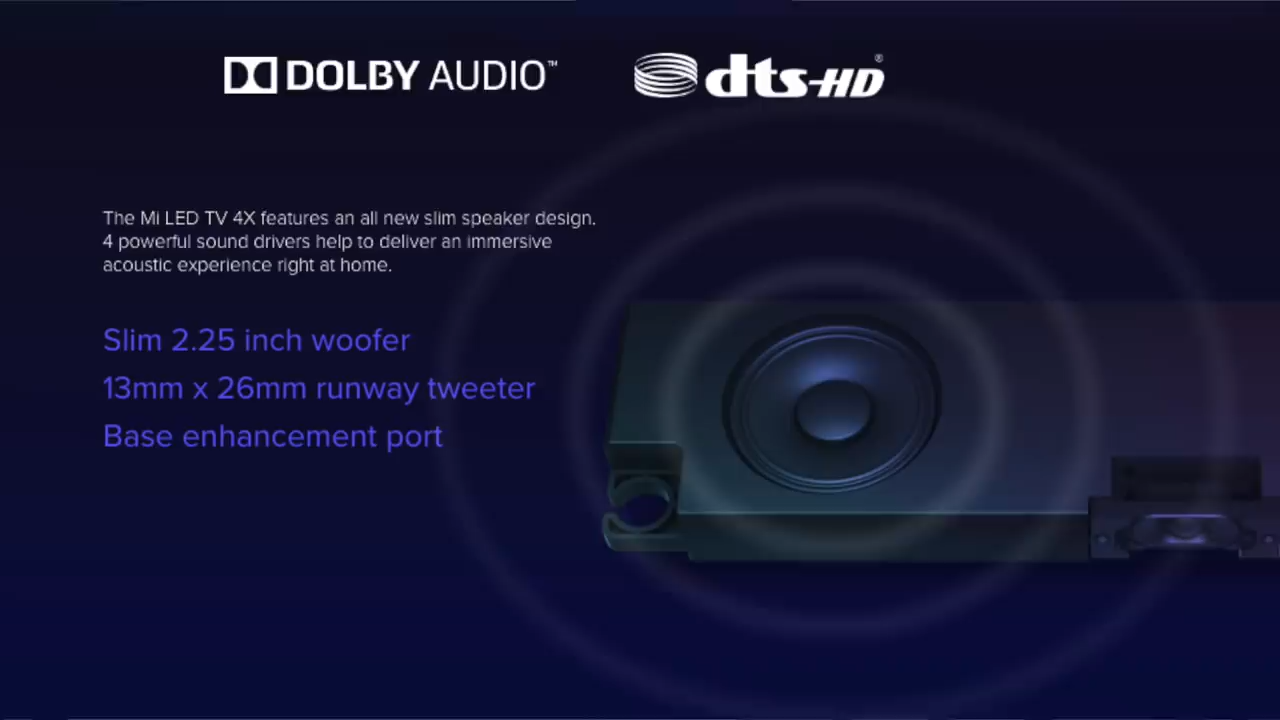 DOLBY AUDIO™
dts-HD®
The Mi LED TV 4X features an all new slim speaker design.
4 powerful sound drivers help to deliver an immersive
acoustic experience right at home.
Slim 2.25 inch woofer
13mm x 26mm runway tweeter
Base enhancement port